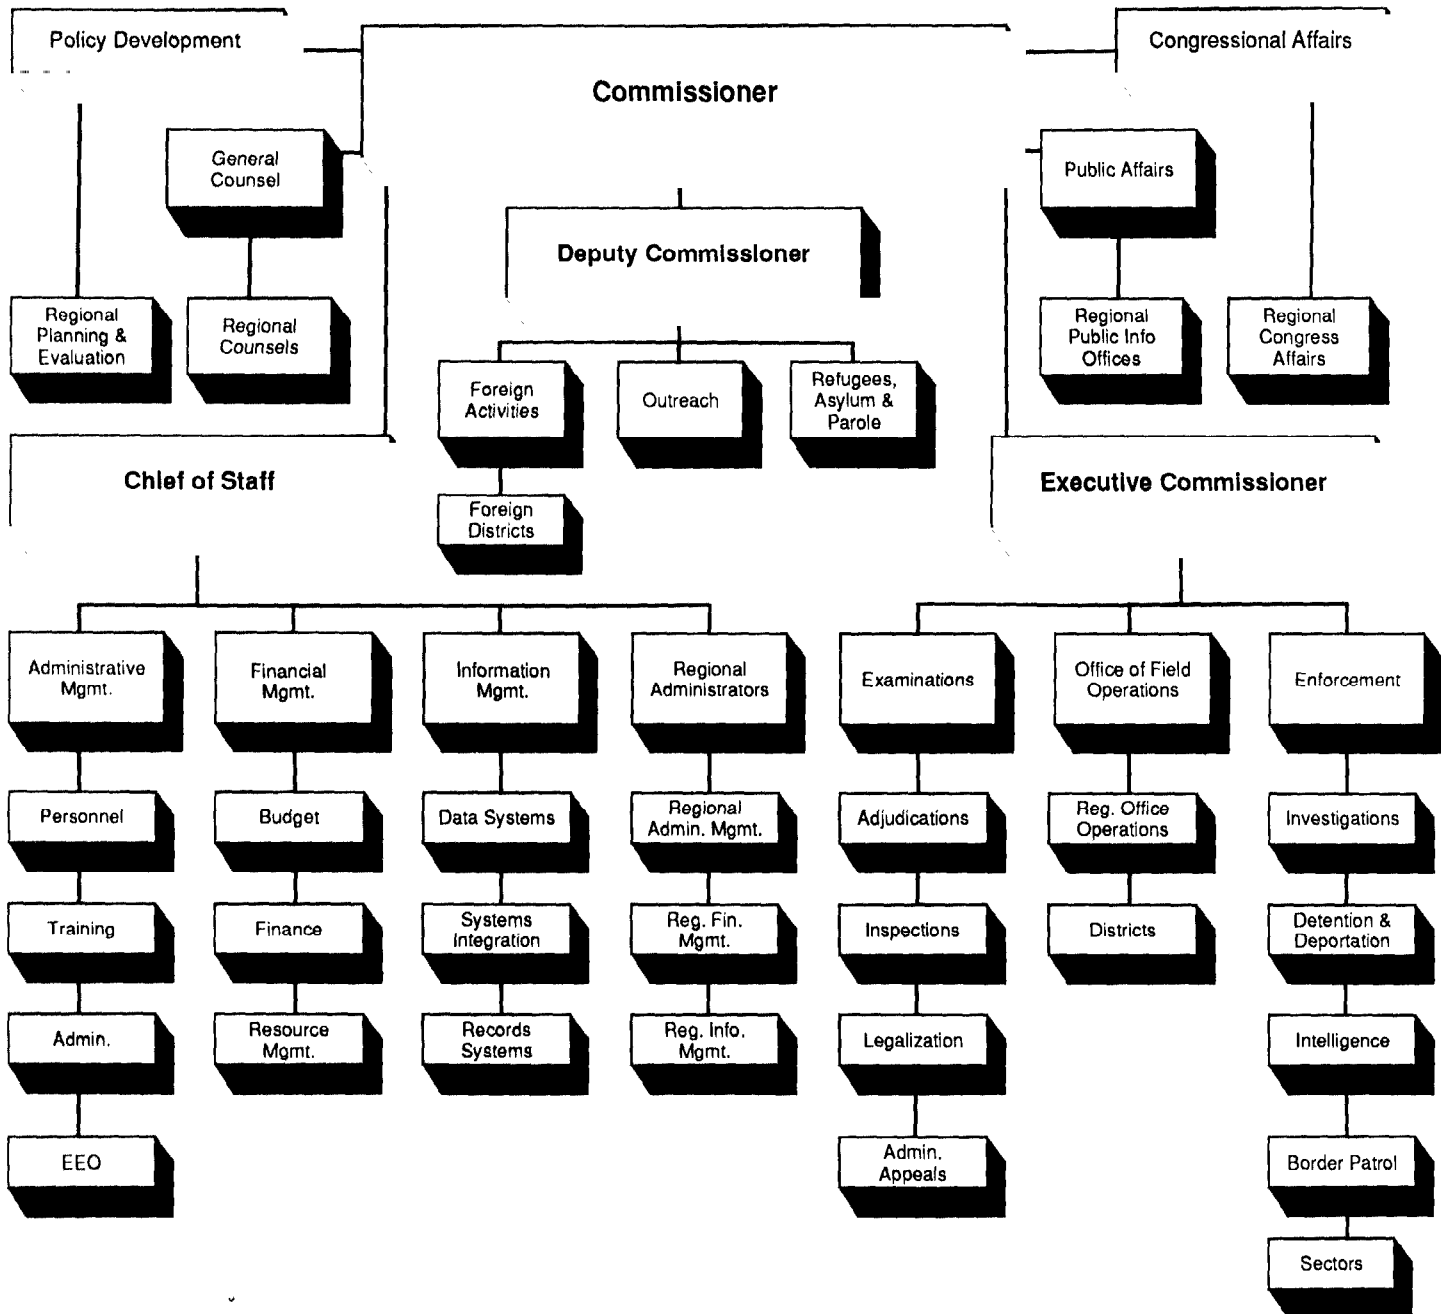 Policy Development
Congressional Affairs
Commissioner
General
Counsel
Public Affairs
Deputy Commissioner
Regional
Planning &
Evaluation
Regional
Counsels
Regional
Public Info
Offices
Regional
Congress
Affairs
Foreign
Activities
Outreach
Refugees,
Asylum &
Parole
Chief of Staff
Executive Commissioner
Foreign
Districts
Administrative
Mgmt.
Financial
Mgmt.
Information
Mgmt.
Regional
Administrators
Examinations
Office of Field
Operations
Enforcement
Personnel
Budget
Data Systems
Regional
Admin. Mgmt.
Adjudications
Reg. Office
Operations
Investigations
Training
Finance
Systems
Integration
Reg. Fin.
Mgmt.
Inspections
Districts
Detention &
Deportation
Admin.
Resource
Mgmt.
Records
Systems
Reg. Info.
Mgmt.
Legalization
Intelligence
EEO
Admin.
Appeals
Border Patrol
Sectors